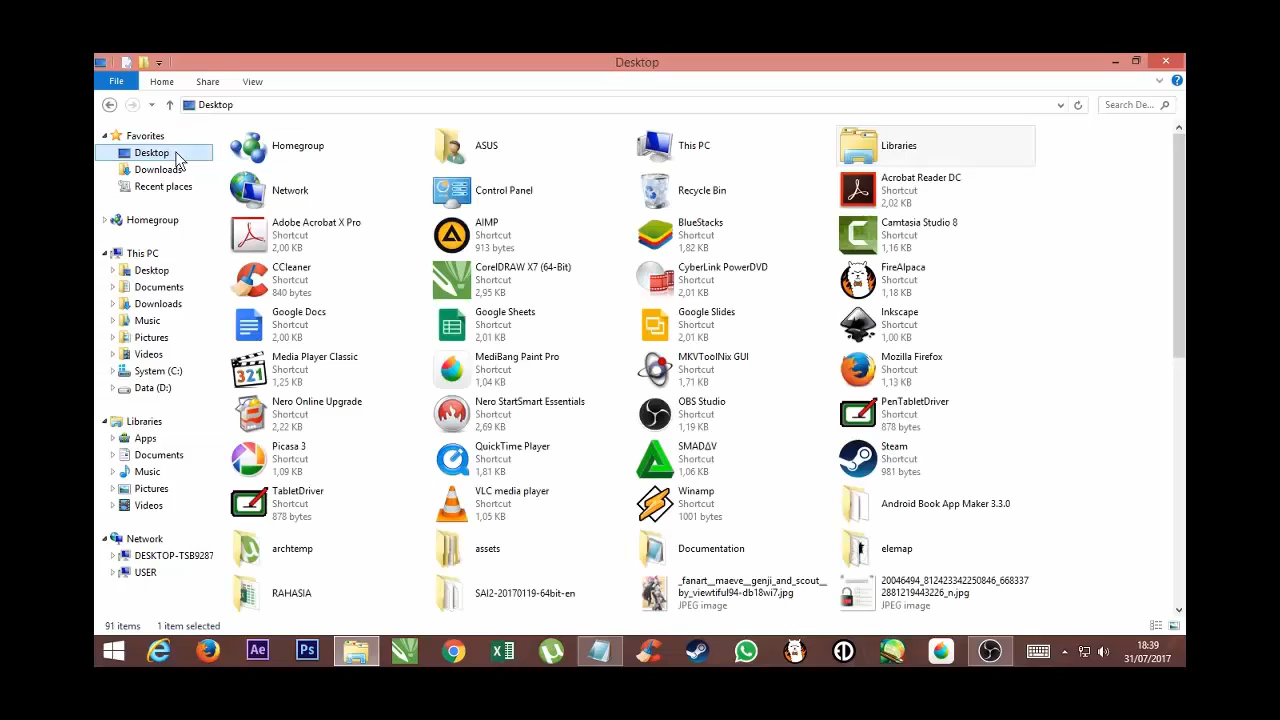 Desktop
File Home Share View
Desktop
Search De...
Favorites
Desktop
Downloads
Recent places
Homegroup
This PC
Desktop
Documents
Downloads
Music
Pictures
Videos
System (C:)
Data (D:)
Libraries
Apps
Documents
Music
Pictures
Videos
Network
DESKTOP-TSB9287
USER
Homegroup
ASUS
This PC
Libraries
Network
Control Panel
Recycle Bin
Acrobat Reader DC
Shortcut
2,02 KB
Adobe Acrobat X Pro
Shortcut
2,00 KB
AIMP
Shortcut
913 bytes
BlueStacks
Shortcut
1,82 KB
Camtasia Studio 8
Shortcut
1,16 KB
CCleaner
Shortcut
840 bytes
CorelDRAW X7 (64-Bit)
Shortcut
2,95 KB
CyberLink PowerDVD
Shortcut
2,01 KB
FireAlpaca
Shortcut
1,18 KB
Google Docs
Shortcut
2,00 KB
Google Sheets
Shortcut
2,01 KB
Google Slides
Shortcut
2,01 KB
Inkscape
Shortcut
1,00 KB
321
Media Player Classic
Shortcut
1,25 KB
MediBang Paint Pro
Shortcut
1,04 KB
MKVToolNix GUI
Shortcut
1,71 KB
Mozilla Firefox
Shortcut
1,13 KB
Nero Online Upgrade
Shortcut
2,22 KB
Nero StartSmart Essentials
Shortcut
2,69 KB
OBS Studio
Shortcut
1,19 KB
PenTabletDriver
Shortcut
878 bytes
Picasa 3
Shortcut
1,09 KB
QuickTime Player
Shortcut
1,81 KB
SMADΔV
Shortcut
1,06 KB
Steam
Shortcut
981 bytes
TabletDriver
Shortcut
878 bytes
VLC media player
Shortcut
1,05 KB
Winamp
Shortcut
1001 bytes
Android Book App Maker 3.3.0
archtemp
assets
Documentation
elemap
RAHASIA
SAI2-20170119-64bit-en
_fanart__maeve__genji_and_scout__
by_viewtiful94-db18wi7.jpg
JPEG image
20046494_812423342250846_668337
2881219443226_n.jpg
JPEG image
91 items 1 item selected
Ae Ps
18:39
31/07/2017